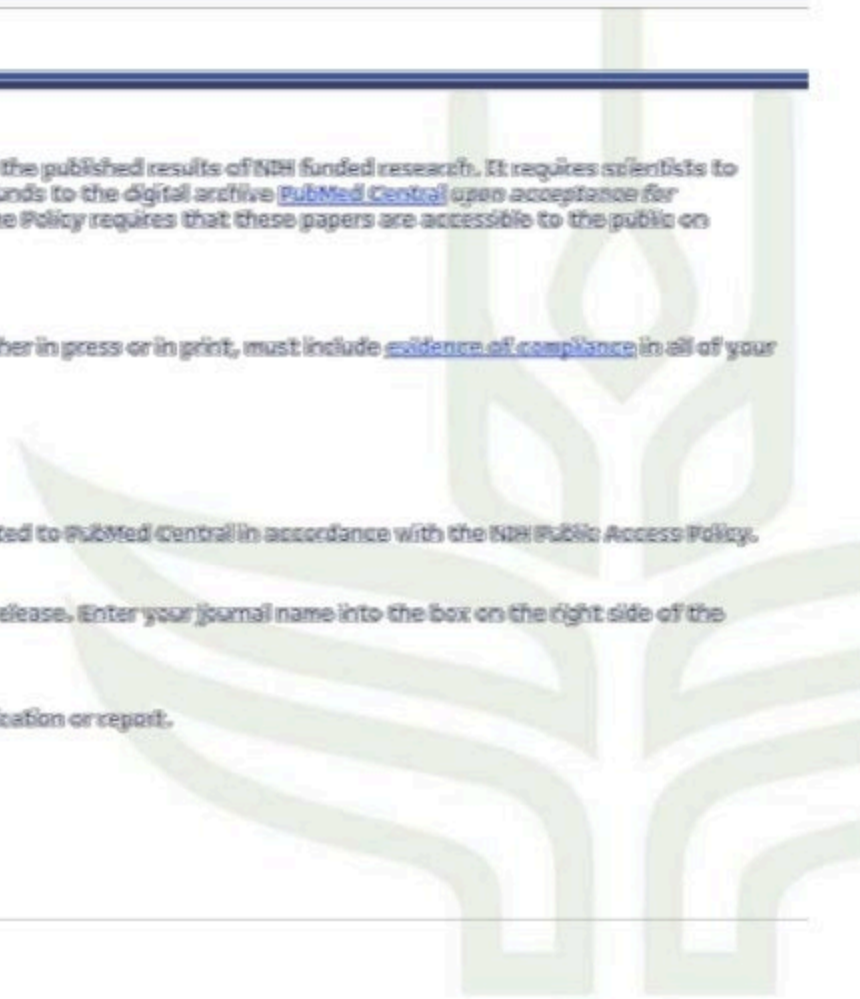 the published results of NIH funded research. It requires scientists to
unds to the digital archive PubMed Central upon acceptance for
e Policy requires that these papers are accessible to the public on
her in press or in print, must include evidence of compliance in all of your
ted to PubMed Central in accordance with the NIH Public Access Policy.
elease. Enter your journal name into the box on the right side of the
ication or report.